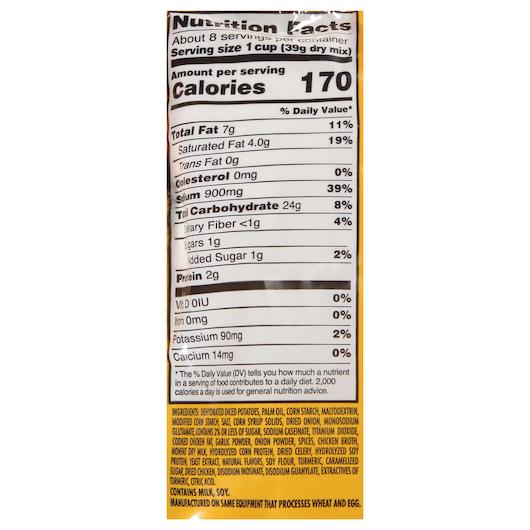 Nutrition Facts
About 8 servings per container
Serving size 1 cup (39g dry mix)
Amount per serving
Calories 170
% Daily Value*
Total Fat 7g 11%
Saturated Fat 4.0g 19%
Trans Fat 0g
Cholesterol 0mg 0%
Sodium 900mg 39%
Total Carbohydrate 24g 8%
Dietary Fiber <1g 4%
Sugars 1g
Added Sugar 1g 2%
Protein 2g
Vit D 0IU 0%
Iron 0mg 0%
Potassium 90mg 2%
Calcium 14mg 0%
* The % Daily Value (DV) tells you how much a nutrient
in a serving of food contributes to a daily diet. 2,000
calories a day is used for general nutrition advice.
INGREDIENTS: DEHYDRATED DICED POTATOES, PALM OIL, CORN STARCH, MALTODEXTRIN,
MODIFIED CORN STARCH, SALT, CORN SYRUP SOLIDS, DRIED ONION, MONOSODIUM
GLUTAMATE, CONTAINS 2% OR LESS OF SUGAR, SODIUM CASEINATE, TITANIUM DIOXIDE,
COOKED CHICKEN FAT, GARLIC POWDER, ONION POWDER, SPICES, CHICKEN BROTH,
NONFAT DRY MILK, HYDROLYZED CORN PROTEIN, DRIED CELERY, HYDROLYZED SOY
PROTEIN, YEAST EXTRACT, NATURAL FLAVORS, SOY FLOUR, TURMERIC, CARAMELIZED
SUGAR, DRIED CHICKEN, DISODIUM INOSINATE, DISODIUM GUANYLATE, EXTRACTIVES OF
TURMERIC, CITRIC ACID.
CONTAINS MILK, SOY.
MANUFACTURED ON SAME EQUIPMENT THAT PROCESSES WHEAT AND EGG.